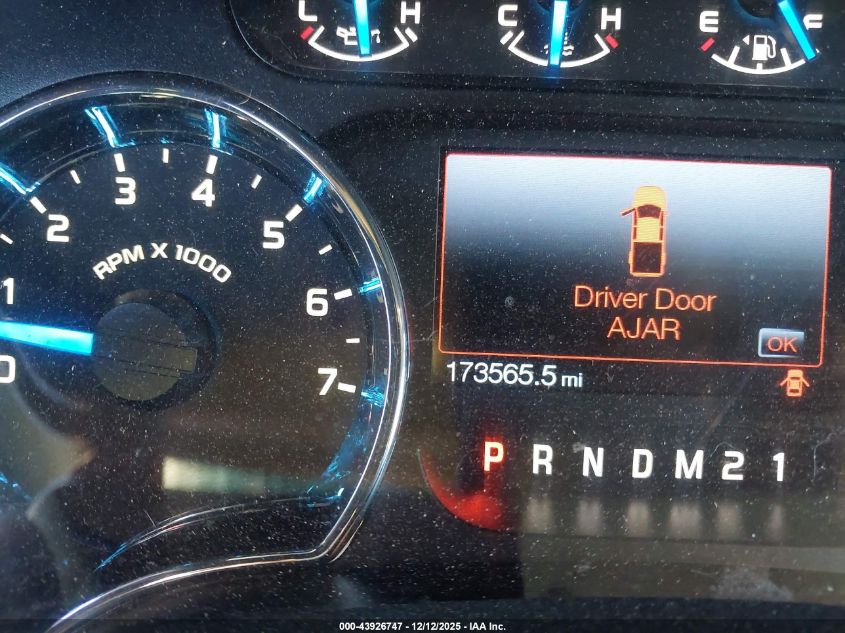 L H C H E F
3 4
2 5
RPM X 1000
1 6
0 7
Driver Door
AJAR
OK
173565.5 mi
P R N D M 2 1
000-43926747 - 12/12/2025 - IAA Inc.